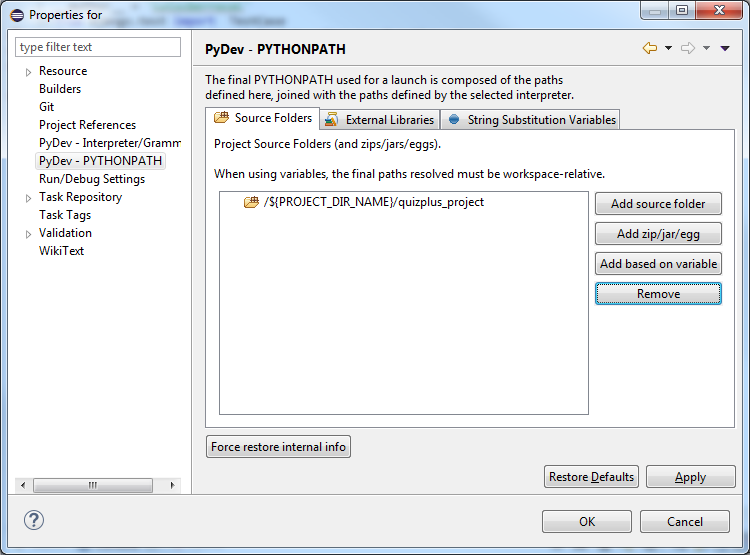 Properties for
type filter text
Resource
Builders
Git
Project References
PyDev - Interpreter/Gramm
PyDev - PYTHONPATH
Run/Debug Settings
Task Repository
Task Tags
Validation
WikiText
PyDev - PYTHONPATH
The final PYTHONPATH used for a launch is composed of the paths
defined here, joined with the paths defined by the selected interpreter.
Source Folders
External Libraries
String Substitution Variables
Project Source Folders (and zips/jars/eggs).
When using variables, the final paths resolved must be workspace-relative.
/${PROJECT_DIR_NAME}/quizplus_project
Add source folder
Add zip/jar/egg
Add based on variable
Remove
Force restore internal info
Restore Defaults
Apply
?
OK
Cancel